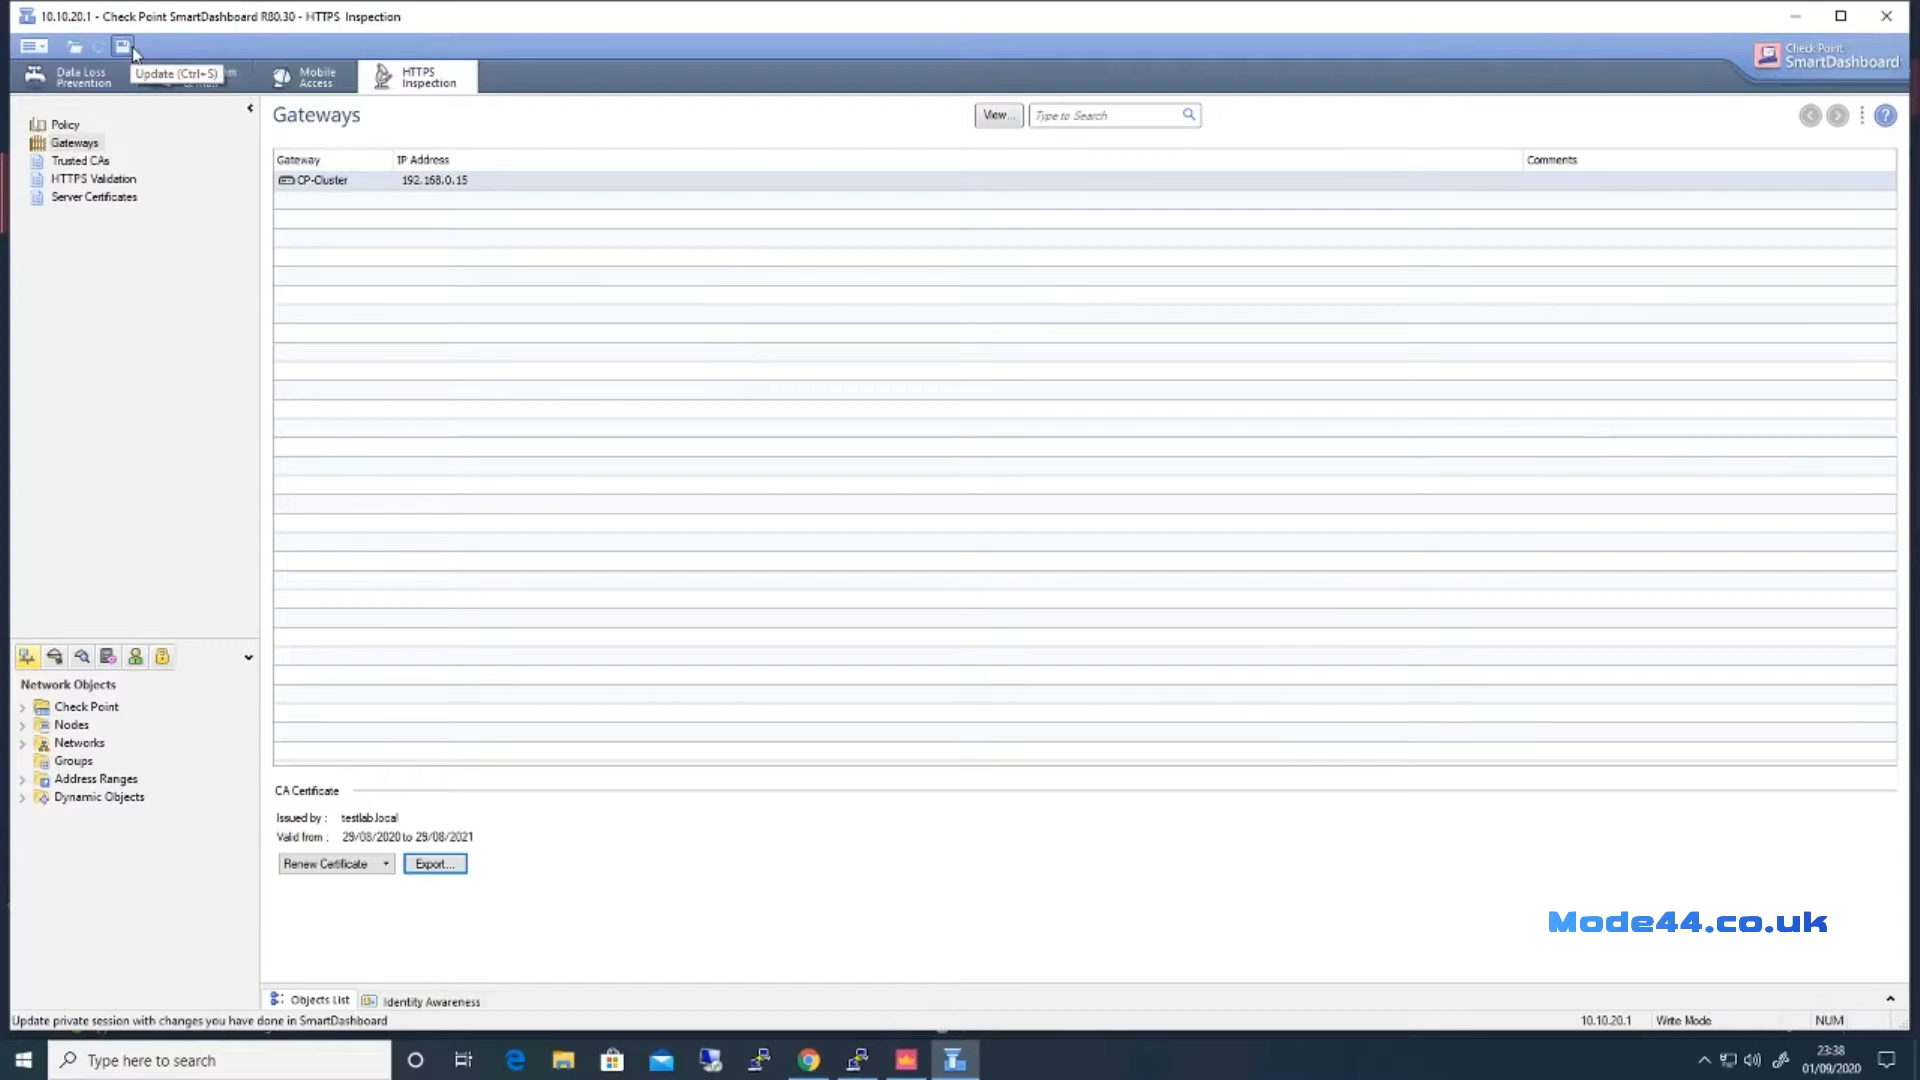 10.10.20.1 - Check Point SmartDashboard R80.30 - HTTPS Inspection
Check Point
SmartDashboard
Data Loss
Prevention
Update (Ctrl+S)
Mobile
Access
HTTPS
Inspection
Policy
Gateways
Trusted CAs
HTTPS Validation
Server Certificates
Gateways
View...
Type to Search
Gateway
IP Address
Comments
CP-Cluster
192.168.0.15
Network Objects
Check Point
Nodes
Networks
Groups
Address Ranges
Dynamic Objects
CA Certificate
Issued by : testlab.local
Valid from : 29/08/2020 to 29/08/2021
Renew Certificate
Export...
Mode44.co.uk
Objects List
Identity Awareness
Update private session with changes you have done in SmartDashboard
10.10.20.1
Write Mode
NUM
Type here to search
23:38
01/09/2020